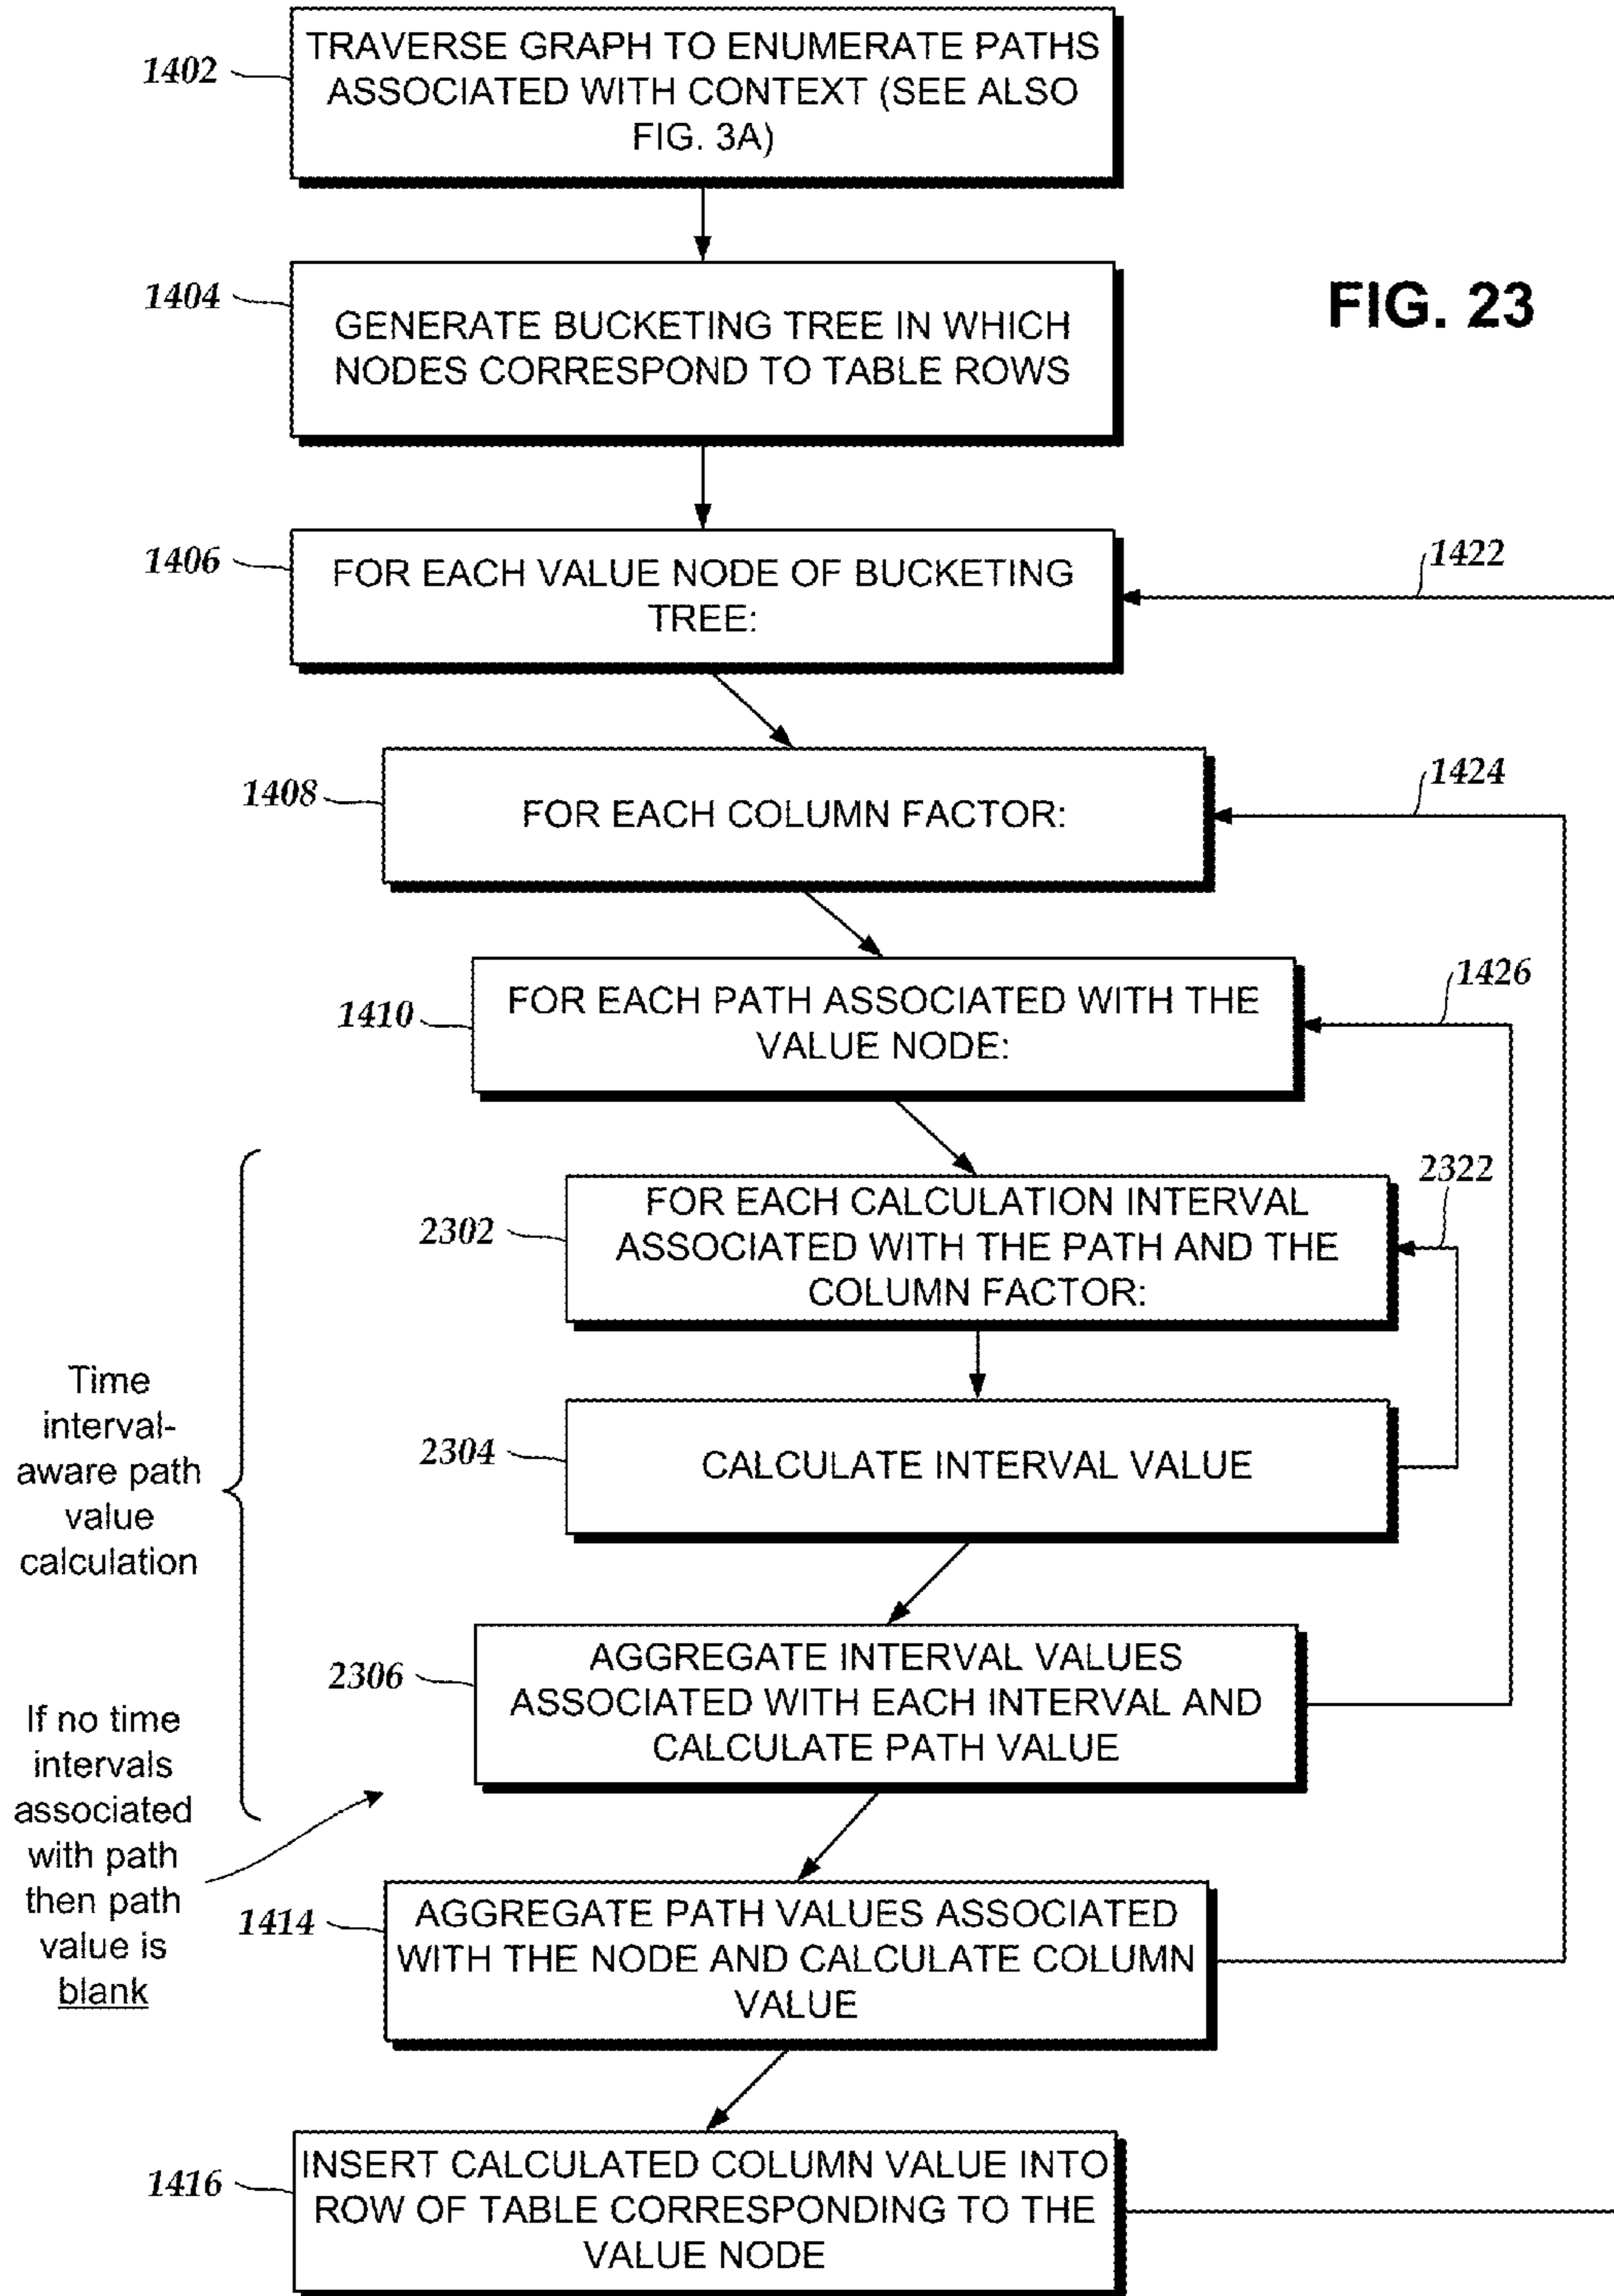 1402
TRAVERSE GRAPH TO ENUMERATE PATHS
ASSOCIATED WITH CONTEXT (SEE ALSO
FIG. 3A)
1404
GENERATE BUCKETING TREE IN WHICH
NODES CORRESPOND TO TABLE ROWS
FIG. 23
1406
FOR EACH VALUE NODE OF BUCKETING
TREE:
1422
1408
FOR EACH COLUMN FACTOR:
1424
1410
FOR EACH PATH ASSOCIATED WITH THE
VALUE NODE:
1426
2302
FOR EACH CALCULATION INTERVAL
ASSOCIATED WITH THE PATH AND THE
COLUMN FACTOR:
2322
2304
CALCULATE INTERVAL VALUE
Time
interval-
aware path
value
calculation
2306
AGGREGATE INTERVAL VALUES
ASSOCIATED WITH EACH INTERVAL AND
CALCULATE PATH VALUE
If no time
intervals
associated
with path
then path
value is
blank
1414
AGGREGATE PATH VALUES ASSOCIATED
WITH THE NODE AND CALCULATE COLUMN
VALUE
1416
INSERT CALCULATED COLUMN VALUE INTO
ROW OF TABLE CORRESPONDING TO THE
VALUE NODE